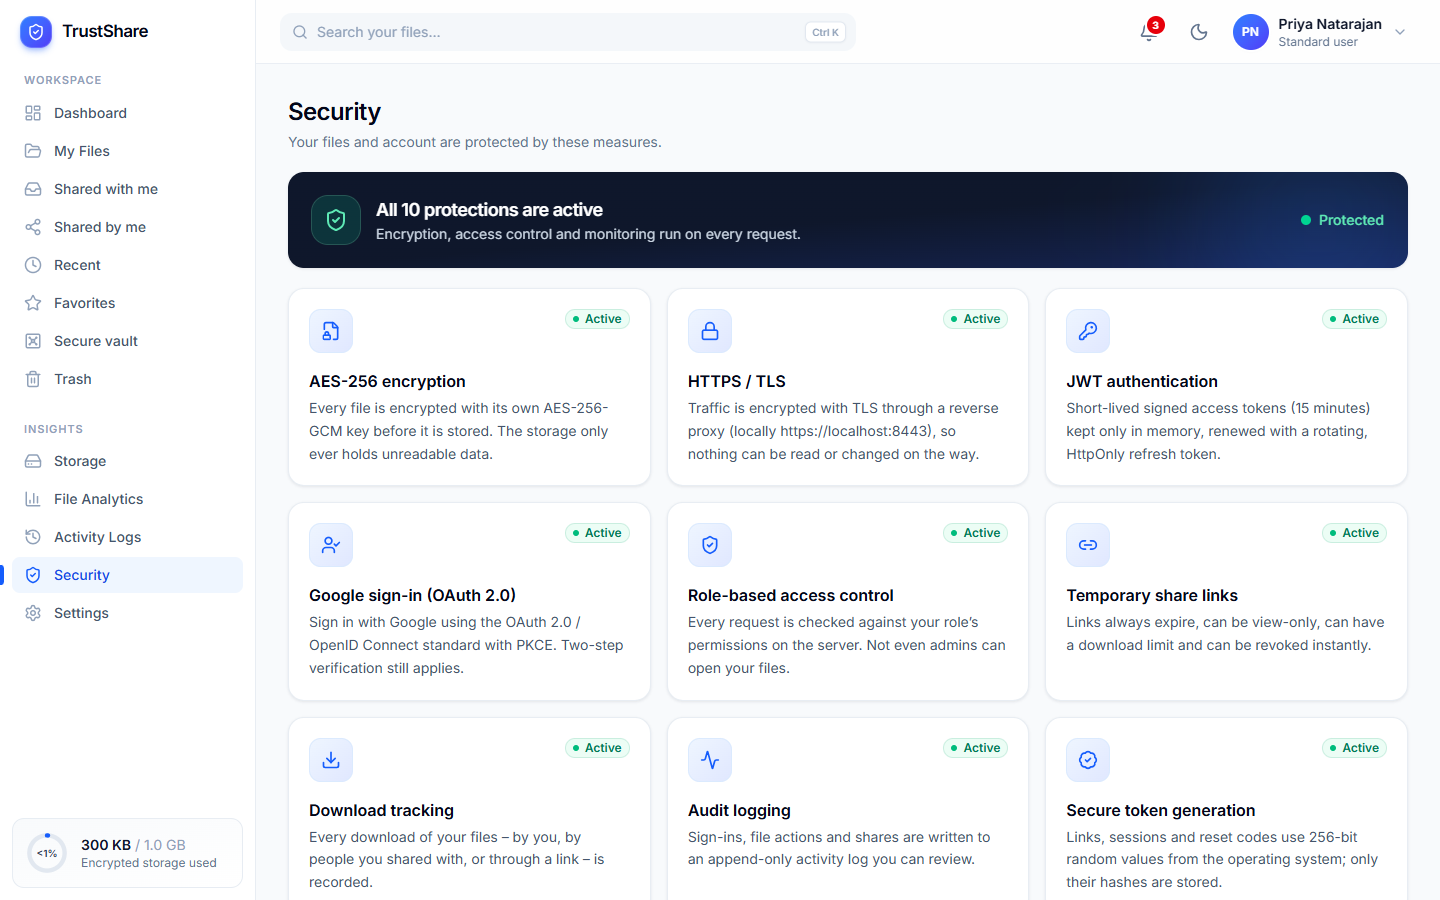 TrustShare
Search your files...
Ctrl K
3
PN
Priya Natarajan
Standard user
WORKSPACE
Dashboard
My Files
Shared with me
Shared by me
Recent
Favorites
Secure vault
Trash
INSIGHTS
Storage
File Analytics
Activity Logs
Security
Settings
<1%
300 KB / 1.0 GB
Encrypted storage used
Security
Your files and account are protected by these measures.
All 10 protections are active
Encryption, access control and monitoring run on every request.
Protected
Active
AES-256 encryption
Every file is encrypted with its own AES-256-
GCM key before it is stored. The storage only
ever holds unreadable data.
Active
HTTPS / TLS
Traffic is encrypted with TLS through a reverse
proxy (locally https://localhost:8443), so
nothing can be read or changed on the way.
Active
JWT authentication
Short-lived signed access tokens (15 minutes)
kept only in memory, renewed with a rotating,
HttpOnly refresh token.
Active
Google sign-in (OAuth 2.0)
Sign in with Google using the OAuth 2.0 /
OpenID Connect standard with PKCE. Two-step
verification still applies.
Active
Role-based access control
Every request is checked against your role's
permissions on the server. Not even admins can
open your files.
Active
Temporary share links
Links always expire, can be view-only, can have
a download limit and can be revoked instantly.
Active
Download tracking
Every download of your files – by you, by
people you shared with, or through a link – is
recorded.
Active
Audit logging
Sign-ins, file actions and shares are written to
an append-only activity log you can review.
Active
Secure token generation
Links, sessions and reset codes use 256-bit
random values from the operating system; only
their hashes are stored.